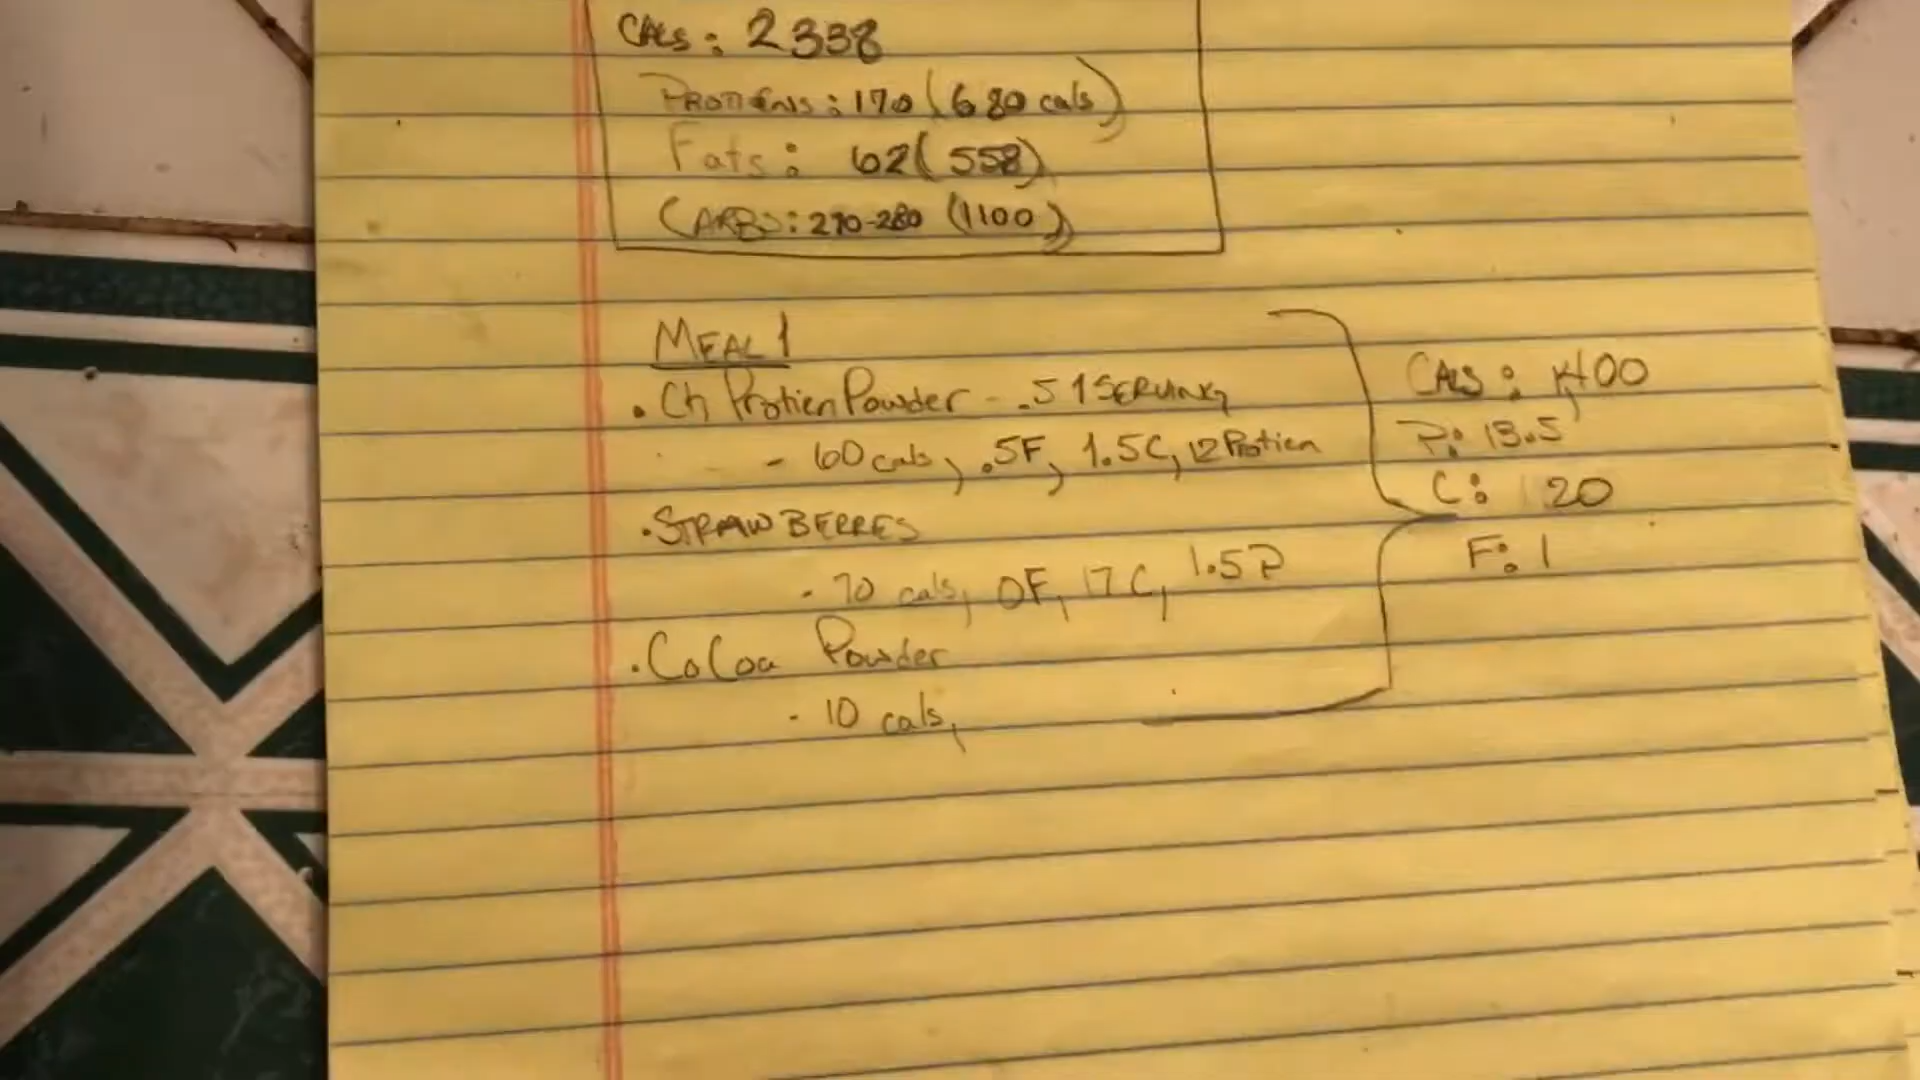 CALS: 2338
PROTIENS: 170 (680 cals)
Fats: 62 (558)
CARBS: 270-280 (1100)
MEAL 1
. Ch Protien Powder - .5 1 SERVING
- 60 cals, .5F, 1.5C, 12 Protien
. STRAWBERRES
- 70 cals, 0F, 17C, 1.5P
. CoCoa Powder
- 10 cals,
CALS: 400
P: 13.5
C: 20
F: 1